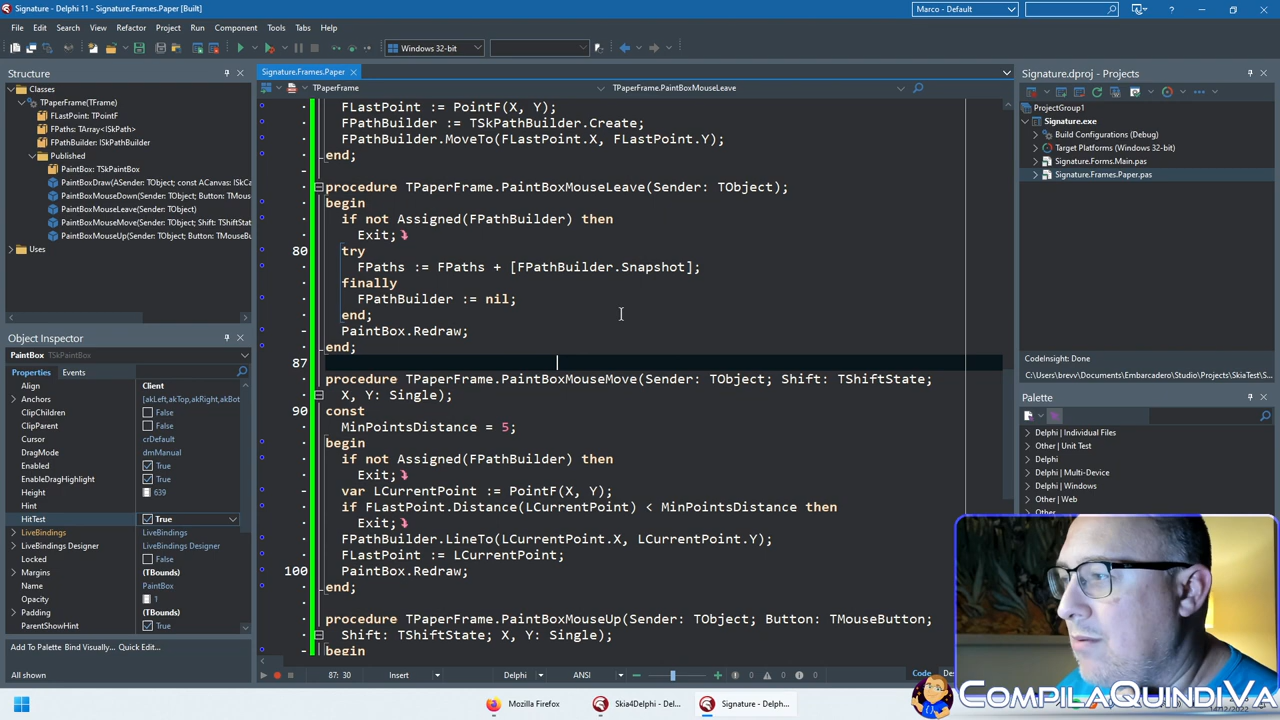 Signature - Delphi 11 - Signature.Frames.Paper [Built]
Marco - Default
File Edit Search View Refactor Project Run Component Tools Tabs Help
Windows 32-bit
Structure
Classes
TPaperFrame(TFrame)
FLastPoint: TPointF
FPaths: TArray<ISkPath>
FPathBuilder: ISkPathBuilder
Published
PaintBox: TSkPaintBox
PaintBoxDraw(ASender: TObject; const ACanvas: ISkCa
PaintBoxMouseDown(Sender: TObject; Button: TMous
PaintBoxMouseLeave(Sender: TObject)
PaintBoxMouseMove(Sender: TObject; Shift: TShiftStat
PaintBoxMouseUp(Sender: TObject; Button: TMouseBu
Uses
Object Inspector
PaintBox TSkPaintBox
Properties Events
Align Client
Anchors [akLeft,akTop,akRight,akBot
ClipChildren False
ClipParent False
Cursor crDefault
DragMode dmManual
Enabled True
EnableDragHighlight True
Height 639
Hint
HitTest True
LiveBindings LiveBindings
LiveBindings Designer LiveBindings Designer
Locked False
Margins (TBounds)
Name PaintBox
Opacity 1
Padding (TBounds)
ParentShowHint True
Add To Palette Bind Visually... Quick Edit...
All shown
Signature.Frames.Paper
TPaperFrame TPaperFrame.PaintBoxMouseLeave
FLastPoint := PointF(X, Y);
FPathBuilder := TSkPathBuilder.Create;
FPathBuilder.MoveTo(FLastPoint.X, FLastPoint.Y);
end;
procedure TPaperFrame.PaintBoxMouseLeave(Sender: TObject);
begin
if not Assigned(FPathBuilder) then
Exit;
80 try
FPaths := FPaths + [FPathBuilder.Snapshot];
finally
FPathBuilder := nil;
end;
PaintBox.Redraw;
end;
87
procedure TPaperFrame.PaintBoxMouseMove(Sender: TObject; Shift: TShiftState;
X, Y: Single);
90 const
MinPointsDistance = 5;
begin
if not Assigned(FPathBuilder) then
Exit;
var LCurrentPoint := PointF(X, Y);
if FLastPoint.Distance(LCurrentPoint) < MinPointsDistance then
Exit;
FPathBuilder.LineTo(LCurrentPoint.X, LCurrentPoint.Y);
FLastPoint := LCurrentPoint;
100 PaintBox.Redraw;
end;
procedure TPaperFrame.PaintBoxMouseUp(Sender: TObject; Button: TMouseButton;
Shift: TShiftState; X, Y: Single);
begin
87: 30 Insert Delphi ANSI 0 0 0 Code
Signature.dproj - Projects
ProjectGroup1
Signature.exe
Build Configurations (Debug)
Target Platforms (Windows 32-bit)
Signature.Forms.Main.pas
Signature.Frames.Paper.pas
CodeInsight: Done
C:\Users\brevv\Documents\Embarcadero\Studio\Projects\SkiaTest\S
Palette
Delphi | Individual Files
Other | Unit Test
Delphi
Delphi | Multi-Device
Delphi | Windows
Other | Web
Other
Mozilla Firefox
Skia4Delphi - Del...
Signature - Delph...
COMPILAQUINDIVA